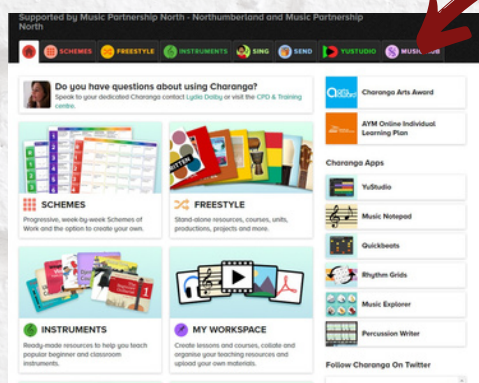 Supported by Music Partnership North - Northumberland and Music Partnership
North
SCHEMES
FREESTYLE
INSTRUMENTS
SING
SEND
YUSTUDIO
MUSIC HUB
Do you have questions about using Charanga?
Speak to your dedicated Charanga contact Lydia Dalby or visit the CPD & Training
centre.
SCHEMES
Progressive, week-by-week Schemes of
Work and the option to create your own.
FREESTYLE
Stand-alone resources, courses, units,
productions, projects and more.
INSTRUMENTS
Ready-made resources to help you teach
popular beginner and classroom
instruments.
MY WORKSPACE
Create lessons and courses, collate and
organise your teaching resources and
upload your own materials.
Charanga Arts Award
AYM Online Individual
Learning Plan
Charanga Apps
YuStudio
Music Notepad
Quickbeats
Rhythm Grids
Music Explorer
Percussion Writer
Follow Charanga On Twitter